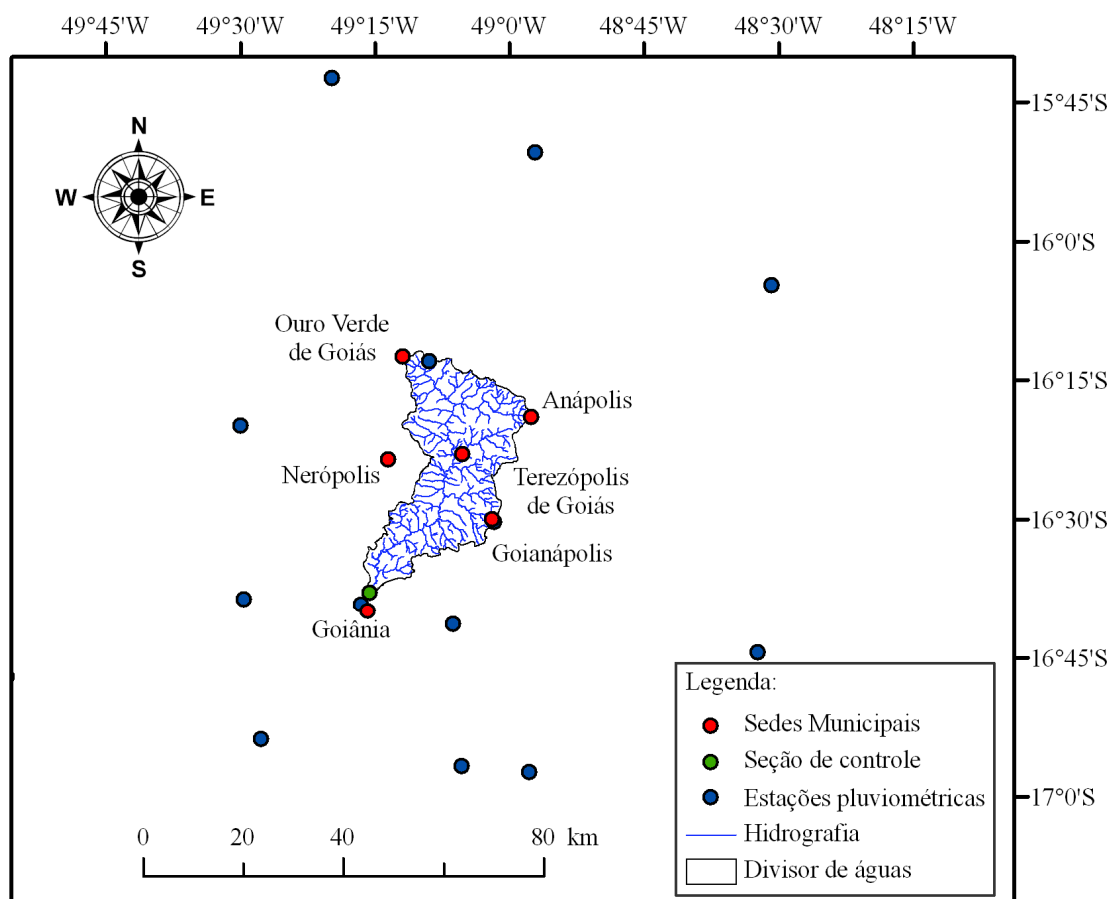 49°45'W 49°30'W 49°15'W 49°0'W 48°45'W 48°30'W 48°15'W
15°45'S
N
W E
S
16°0'S
Ouro Verde
de Goiás
16°15'S
Anápolis
Nerópolis
Terezópolis
de Goiás
16°30'S
Goianápolis
Goiânia
16°45'S
Legenda:
Sedes Municipais
Seção de controle
Estações pluviométricas
17°0'S
Hidrografia
Divisor de águas
0 20 40 80 km